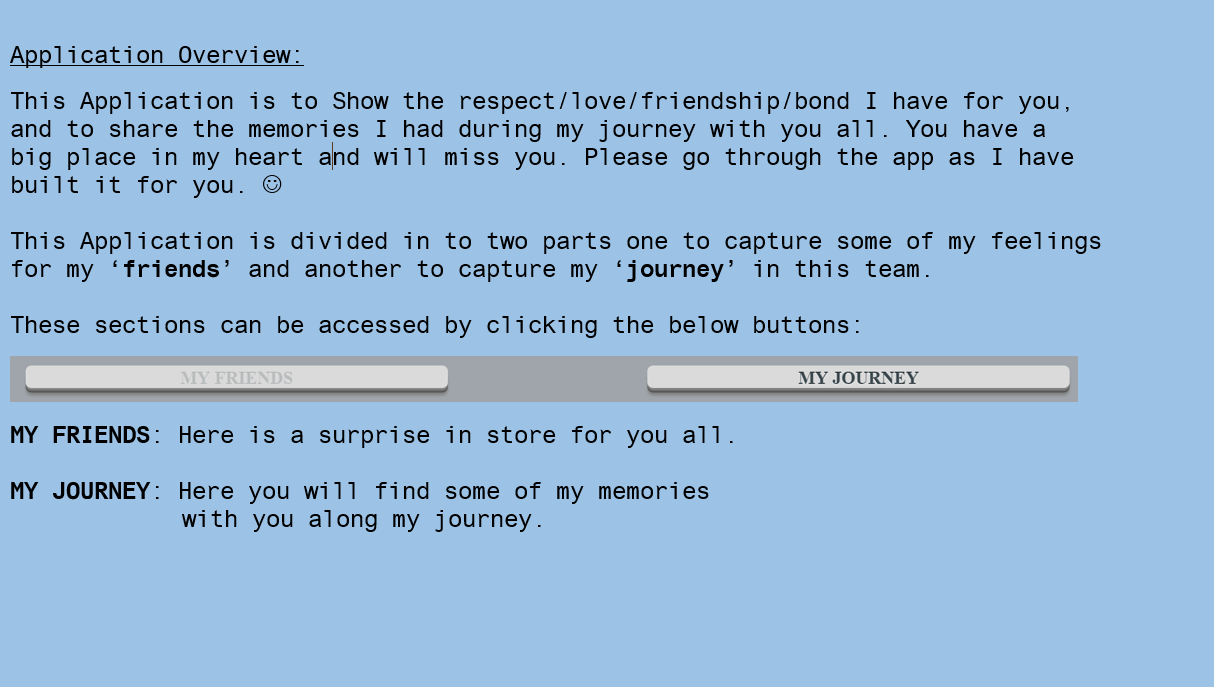 Application Overview:
This Application is to Show the respect/love/friendship/bond I have for you,
and to share the memories I had during my journey with you all. You have a
big place in my heart and will miss you. Please go through the app as I have
built it for you. ☺
This Application is divided in to two parts one to capture some of my feelings
for my ‘friends’ and another to capture my ‘journey’ in this team.
These sections can be accessed by clicking the below buttons:
MY FRIENDS MY JOURNEY
MY FRIENDS: Here is a surprise in store for you all.
MY JOURNEY: Here you will find some of my memories
with you along my journey.